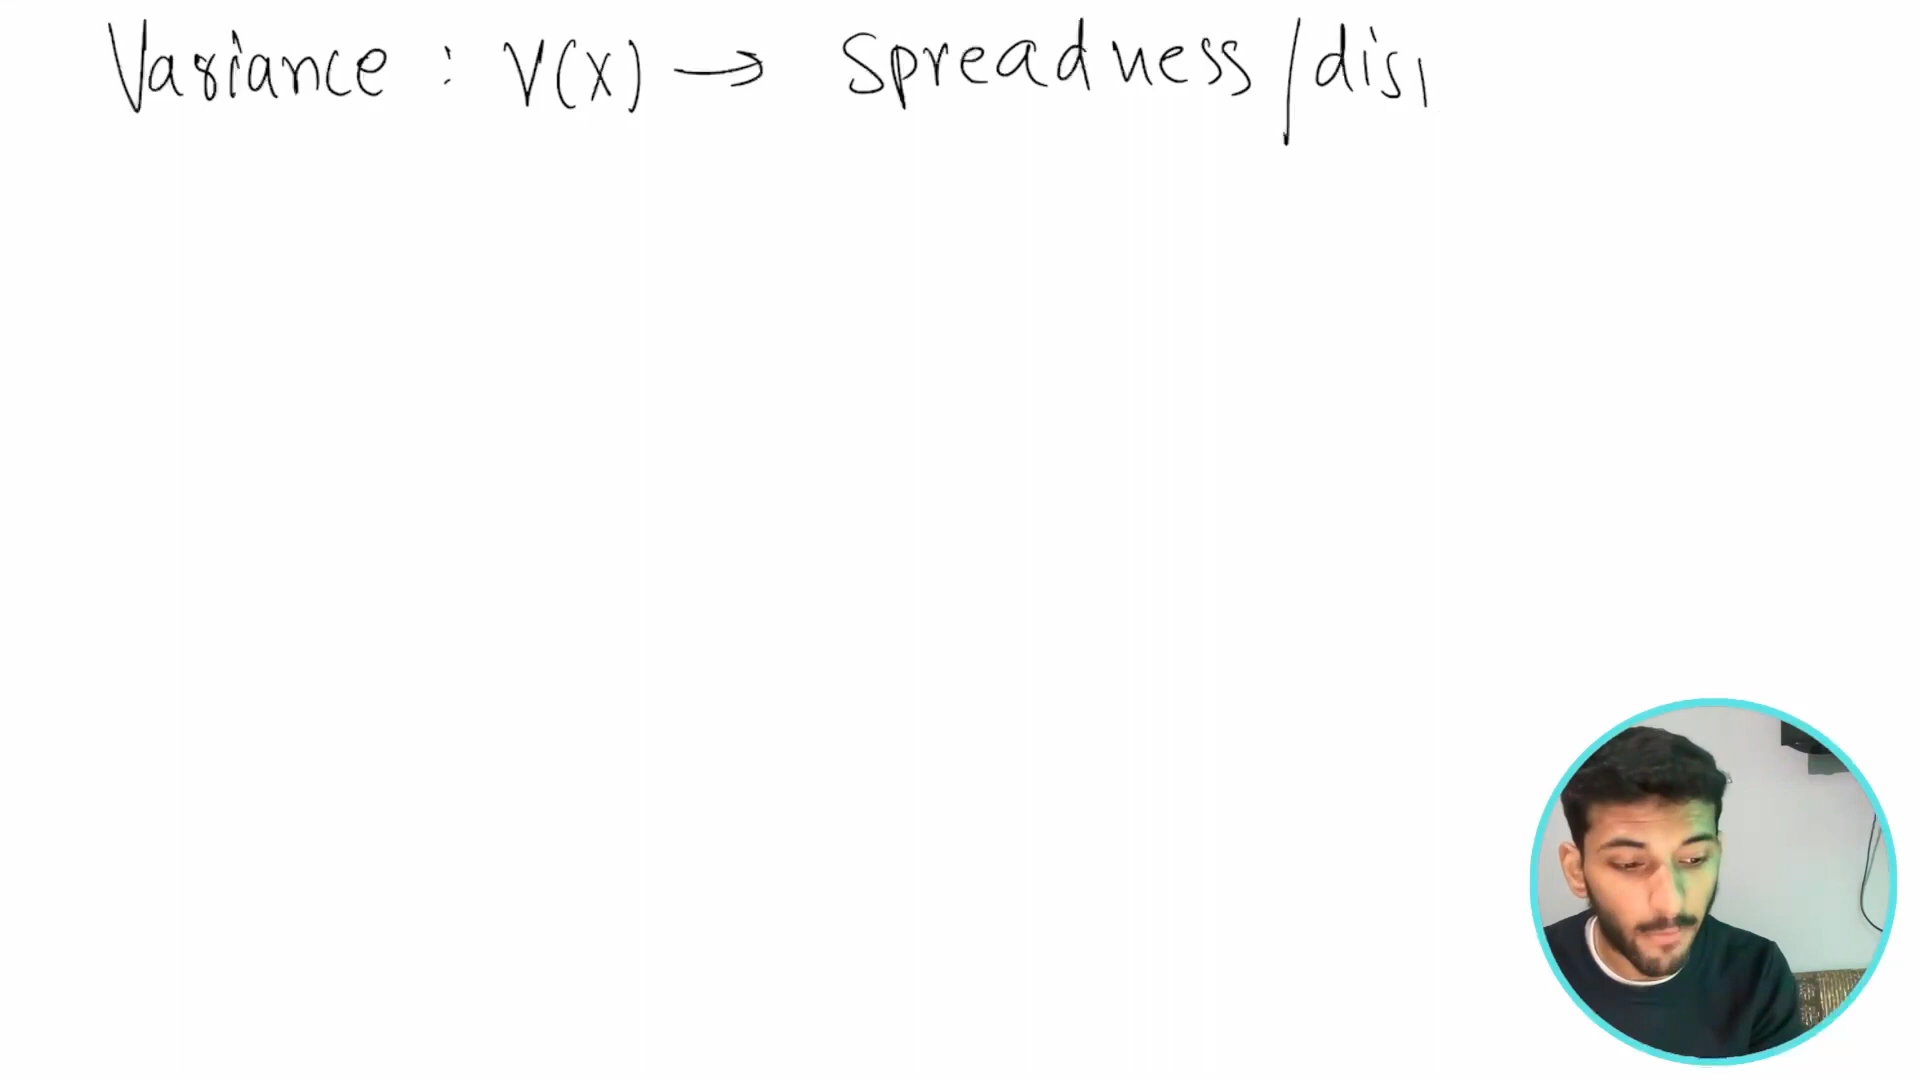 Variance : V(X) → Spreadness / dis